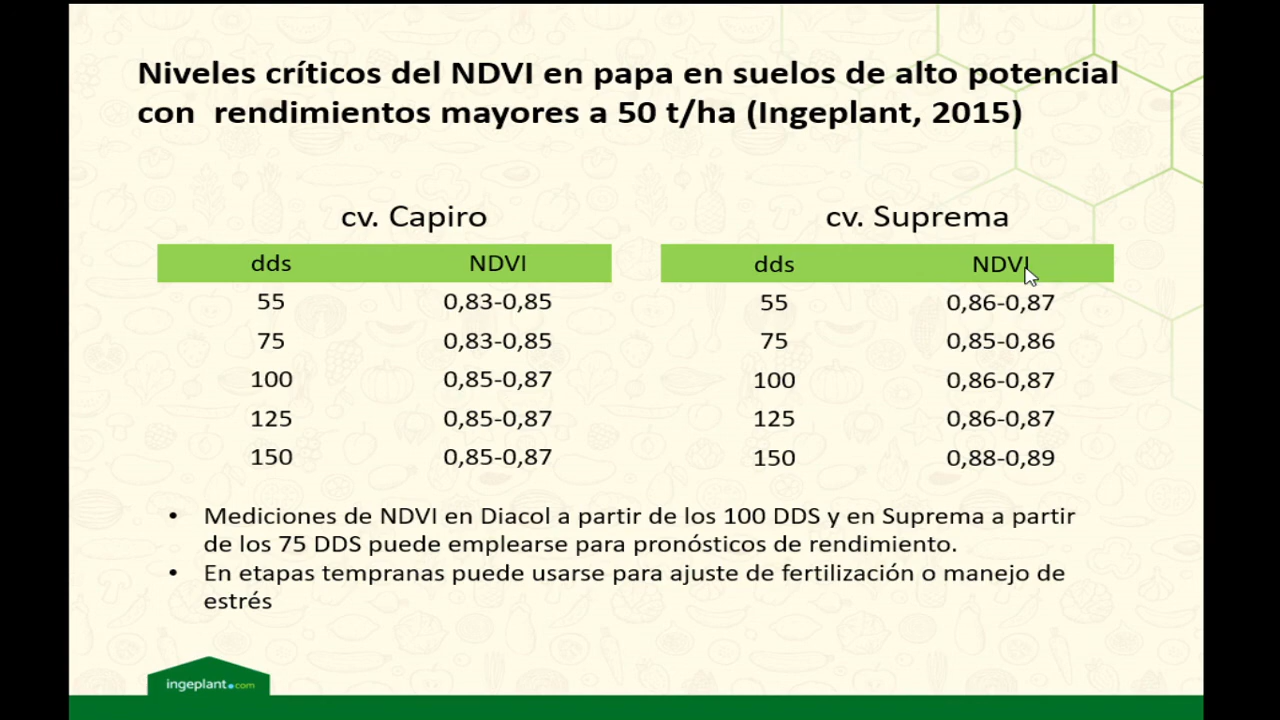 Niveles críticos del NDVI en papa en suelos de alto potencial
con rendimientos mayores a 50 t/ha (Ingeplant, 2015)
cv. Capiro
dds NDVI
55 0,83-0,85
75 0,83-0,85
100 0,85-0,87
125 0,85-0,87
150 0,85-0,87
cv. Suprema
dds NDVI
55 0,86-0,87
75 0,85-0,86
100 0,86-0,87
125 0,86-0,87
150 0,88-0,89
• Mediciones de NDVI en Diacol a partir de los 100 DDS y en Suprema a partir
de los 75 DDS puede emplearse para pronósticos de rendimiento.
• En etapas tempranas puede usarse para ajuste de fertilización o manejo de
estrés
ingeplant.com